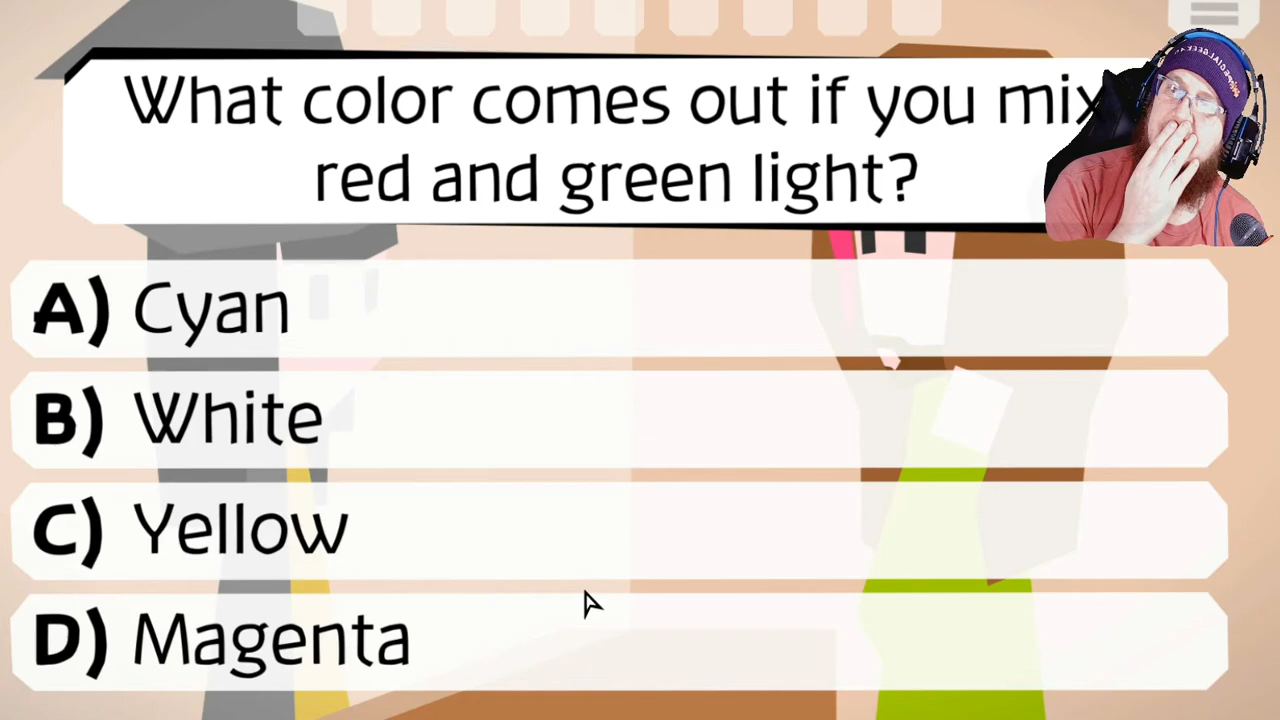 What color comes out if you mix
red and green light?
A) Cyan
B) White
C) Yellow
D) Magenta